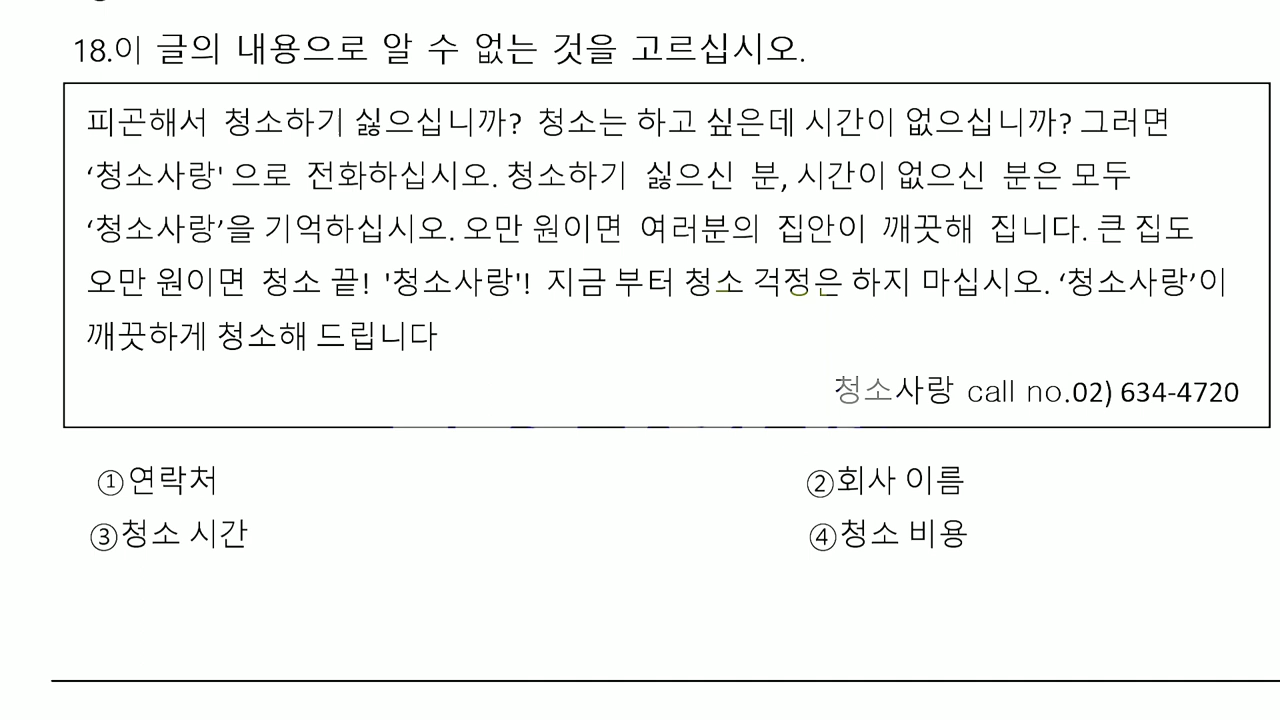 18.이 글의 내용으로 알 수 없는 것을 고르십시오.
피곤해서 청소하기 싫으십니까? 청소는 하고 싶은데 시간이 없으십니까? 그러면
‘청소사랑' 으로 전화하십시오. 청소하기 싫으신 분, 시간이 없으신 분은 모두
‘청소사랑’을 기억하십시오. 오만 원이면 여러분의 집안이 깨끗해 집니다. 큰 집도
오만 원이면 청소 끝! '청소사랑'! 지금 부터 청소 걱정은 하지 마십시오. ‘청소사랑’이
깨끗하게 청소해 드립니다
청소사랑 call no.02) 634-4720
①연락처 ②회사 이름
③청소 시간 ④청소 비용